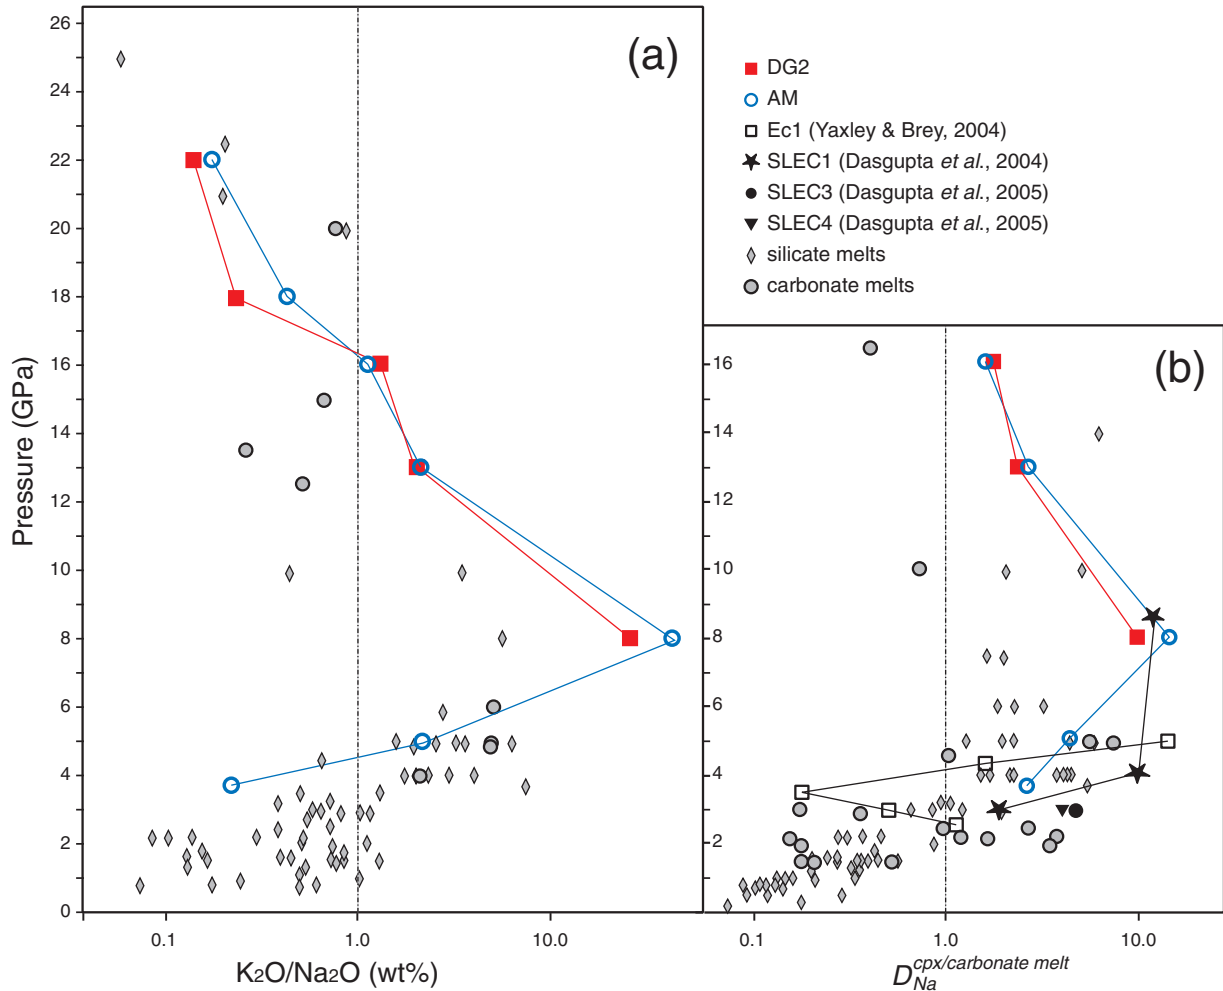 (a)
26
24
22
20
18
16
14
12
10
8
6
4
2
0
Pressure (GPa)
0.1
1.0
10.0
K2O/Na2O (wt%)
DG2
AM
Ec1 (Yaxley & Brey, 2004)
SLEC1 (Dasgupta et al., 2004)
SLEC3 (Dasgupta et al., 2005)
SLEC4 (Dasgupta et al., 2005)
silicate melts
carbonate melts
(b)
16
14
12
10
8
6
4
2
0
0.1
1.0
10.0
D_Na^cpx/carbonate melt